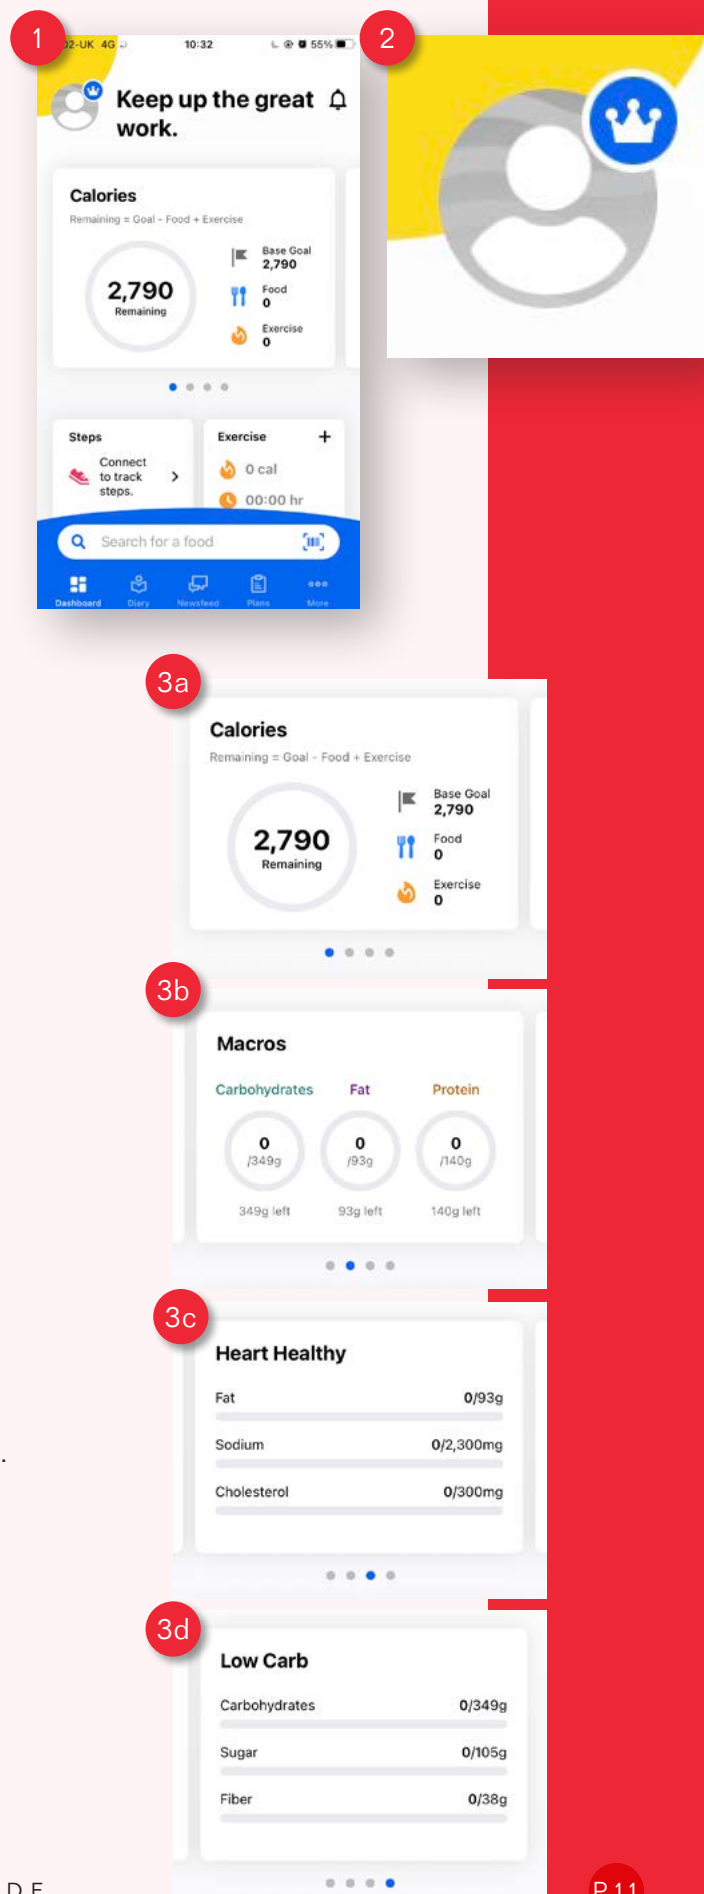 1
2
O2-UK 4G
10:32
55%
Keep up the great
work.
Calories
Remaining = Goal - Food + Exercise
2,790
Remaining
Base Goal
2,790
Food
0
Exercise
0
Steps
Connect
to track
steps.
Exercise +
0 cal
00:00 hr
Search for a food
Dashboard Diary Newsfeed Plans More
3a
Calories
Remaining = Goal - Food + Exercise
2,790
Remaining
Base Goal
2,790
Food
0
Exercise
0
3b
Macros
Carbohydrates Fat Protein
0 0 0
/349g /93g /140g
349g left 93g left 140g left
3c
Heart Healthy
Fat 0/93g
Sodium 0/2,300mg
Cholesterol 0/300mg
.
3d
Low Carb
Carbohydrates 0/349g
Sugar 0/105g
Fiber 0/38g
P.11